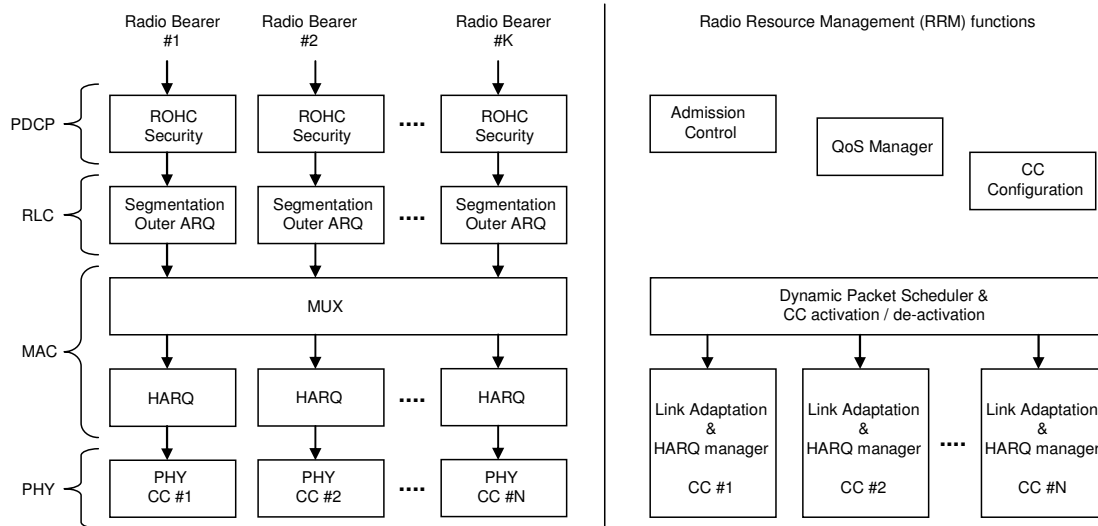 Radio Bearer #1
Radio Bearer #2
Radio Bearer #K
PDCP
ROHC
Security
ROHC
Security
....
ROHC
Security
RLC
Segmentation
Outer ARQ
Segmentation
Outer ARQ
....
Segmentation
Outer ARQ
MAC
MUX
HARQ
HARQ
....
HARQ
PHY
PHY
CC #1
PHY
CC #2
....
PHY
CC #N
Radio Resource Management (RRM) functions
Admission
Control
QoS Manager
CC
Configuration
Dynamic Packet Scheduler &
CC activation / de-activation
Link Adaptation
&
HARQ manager
CC #1
Link Adaptation
&
HARQ manager
CC #2
....
Link Adaptation
&
HARQ manager
CC #N